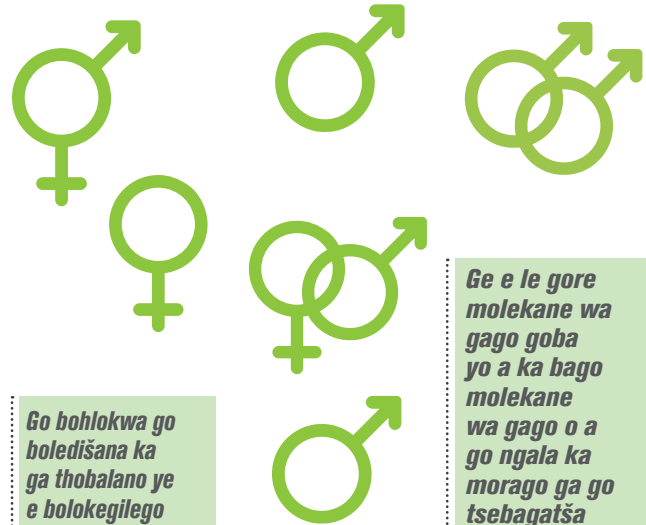 Ge e le gore
molekane wa
gago goba
yo a ka bago
molekane
wa gago o a
go ngala ka
morago ga go
tsebagatša
Go bohlokwa go
boledišana ka
ga thobalano ye
e bolokegilego